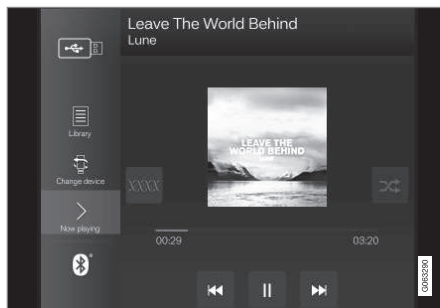 Leave The World Behind
Lune
Library
Change device
Now playing
LEAVE THE
WORLD BEHIND
LUNE
XXXX
00:29
03:20
G063290